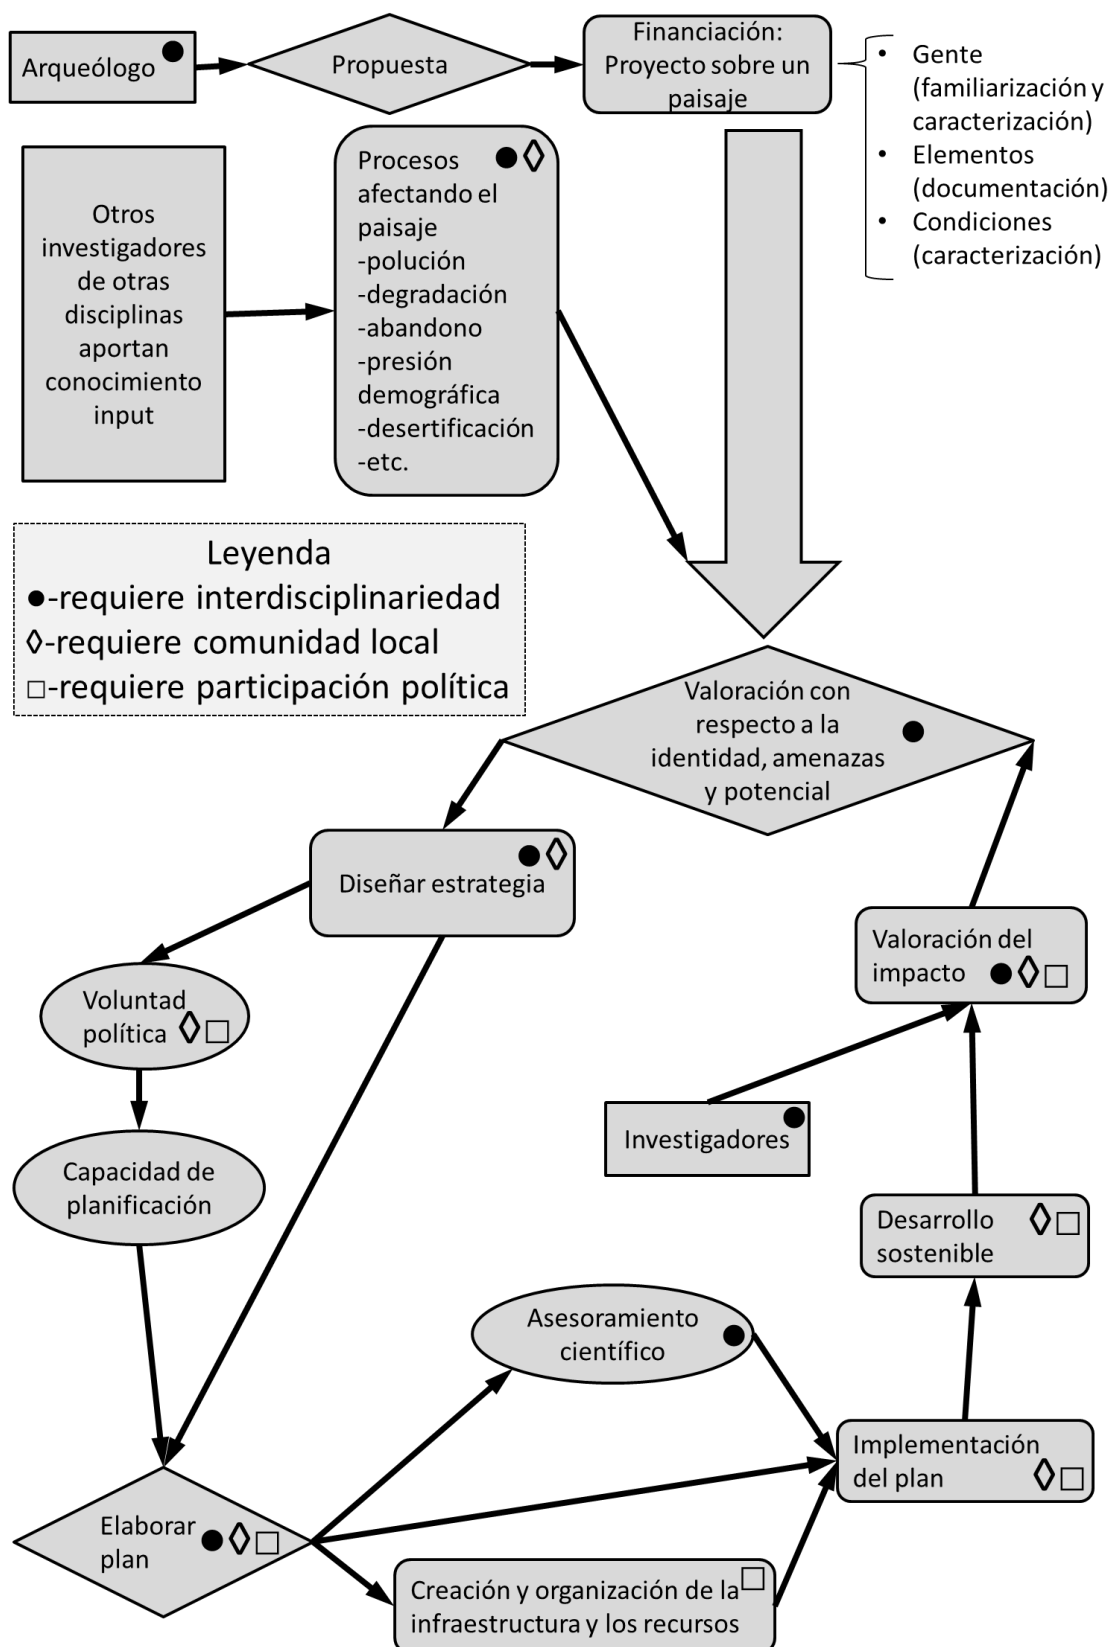 Arqueólogo ●
Propuesta
Financiación:
Proyecto sobre un
paisaje
• Gente
(familiarización y
caracterización)
• Elementos
(documentación)
• Condiciones
(caracterización)
Otros
investigadores
de otras
disciplinas
aportan
conocimiento
input
Procesos ●◊
afectando el
paisaje
-polución
-degradación
-abandono
-presión
demográfica
-desertificación
-etc.
Leyenda
●-requiere interdisciplinariedad
◊-requiere comunidad local
□-requiere participación política
Valoración con
respecto a la
identidad, amenazas ●
y potencial
●◊
Diseñar estrategia
Valoración del
impacto ●◊□
Voluntad
política ◊□
Investigadores ●
Capacidad de
planificación
Desarrollo ◊□
sostenible
Asesoramiento
científico ●
Implementación
del plan ◊□
Elaborar
plan ●◊□
Creación y organización de la □
infraestructura y los recursos